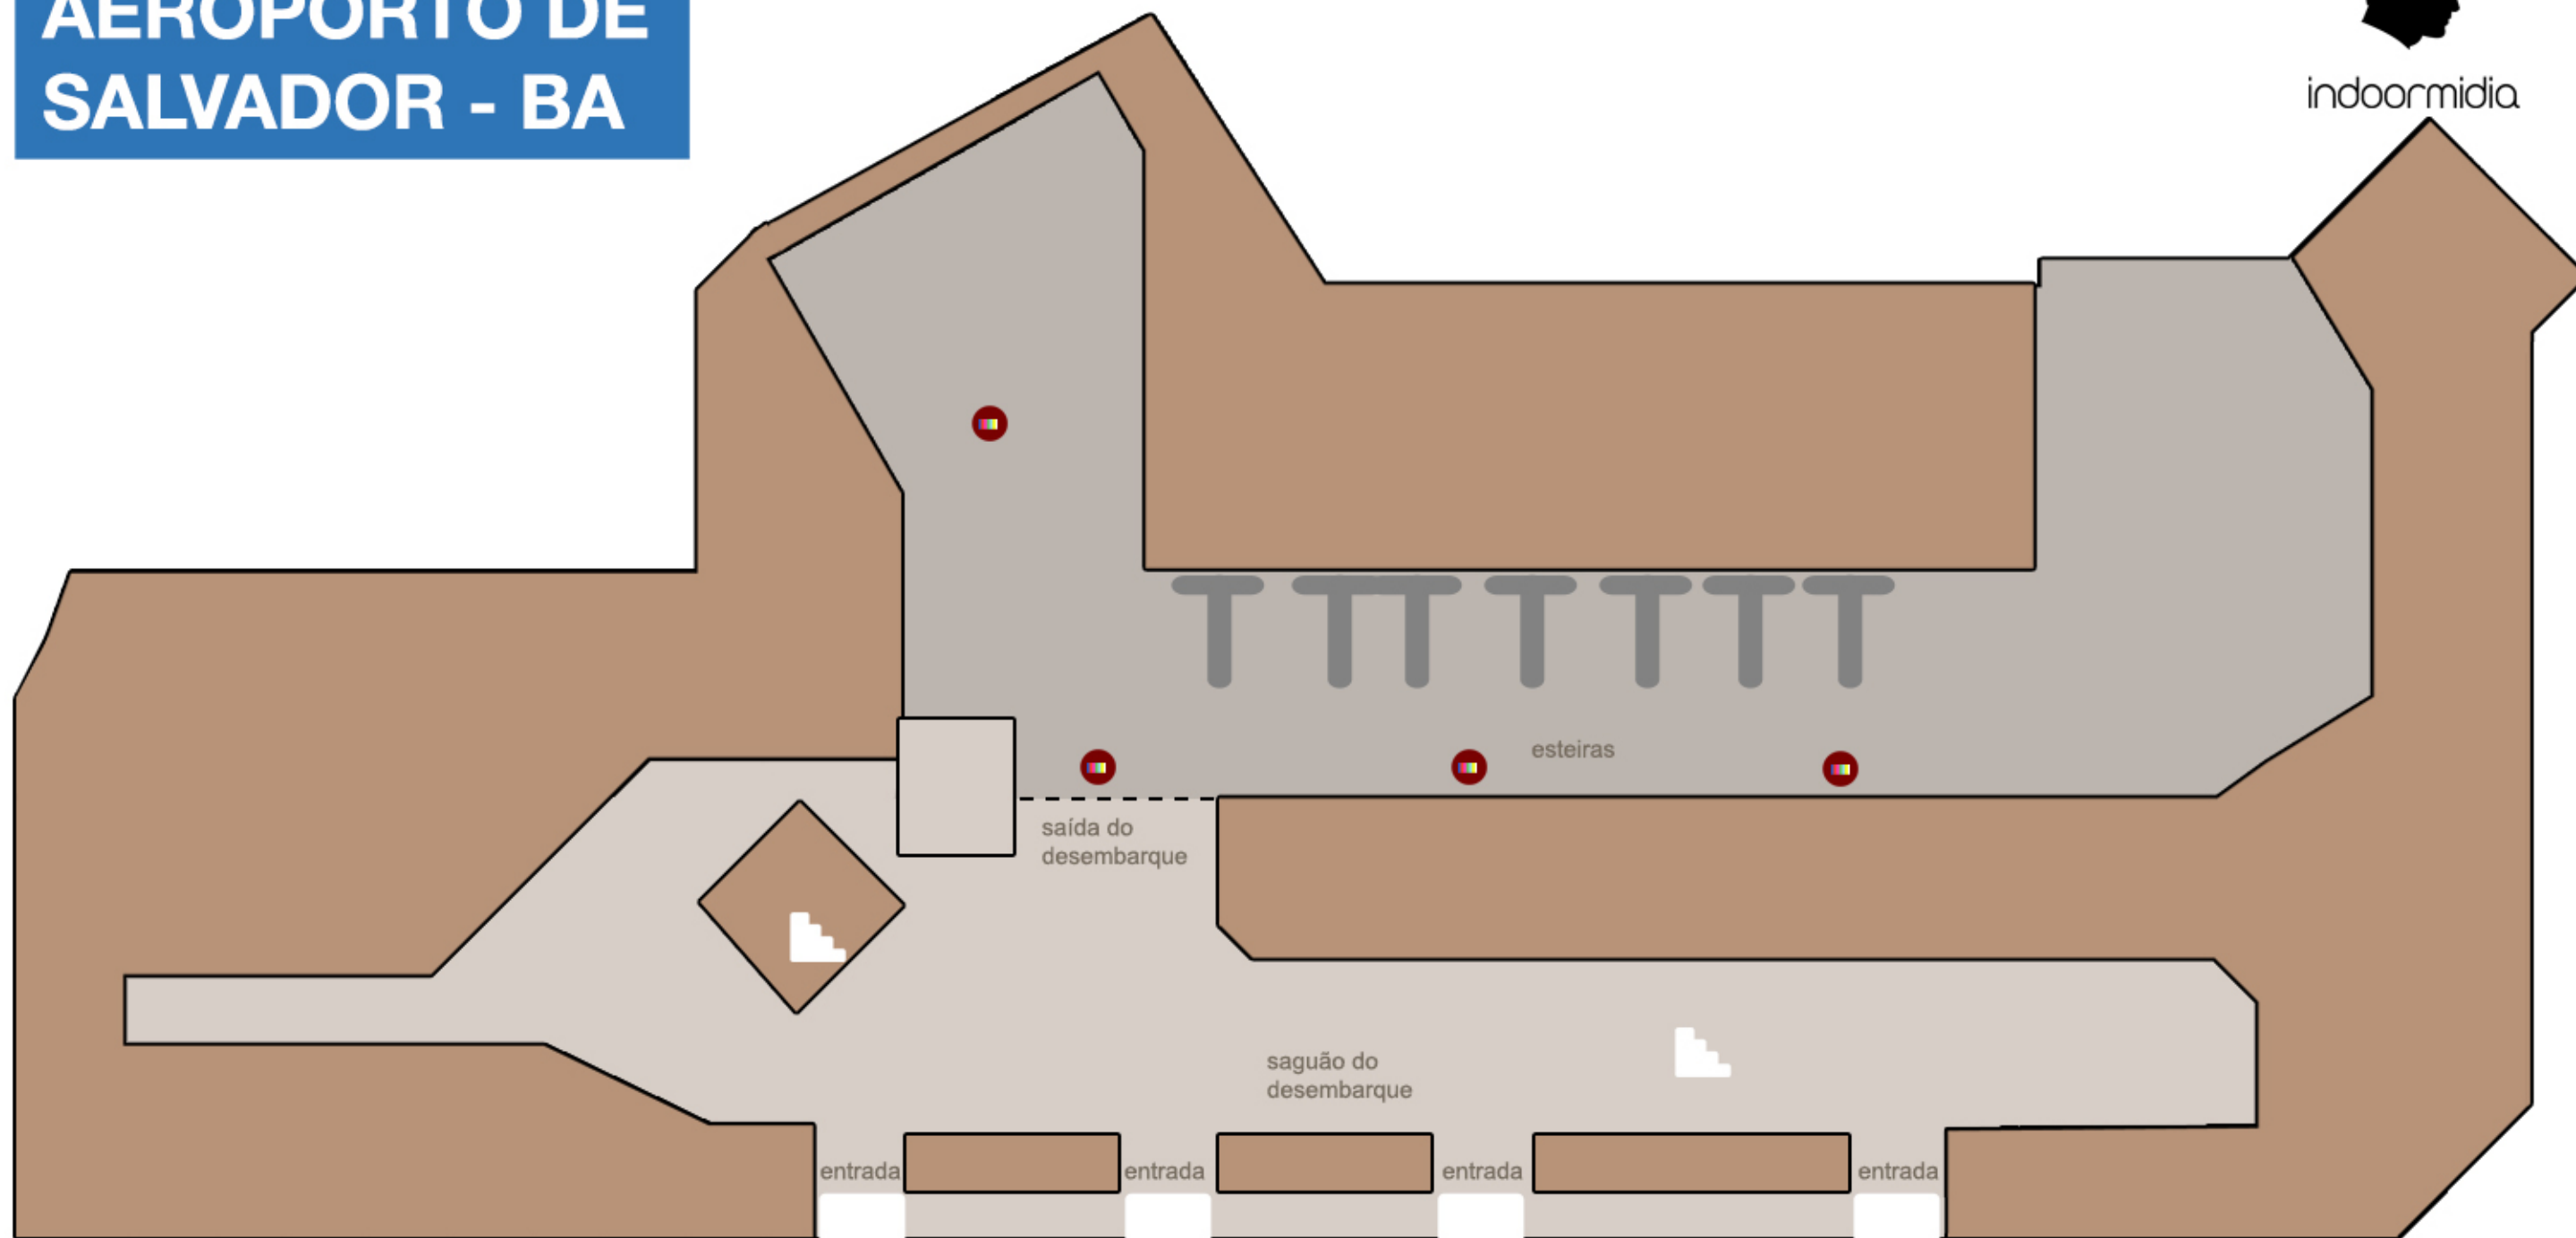 AEROPORTO DE
SALVADOR - BA
indoormidia
esteiras
saída do
desembarque
saguão do
desembarque
entrada
entrada
entrada
entrada